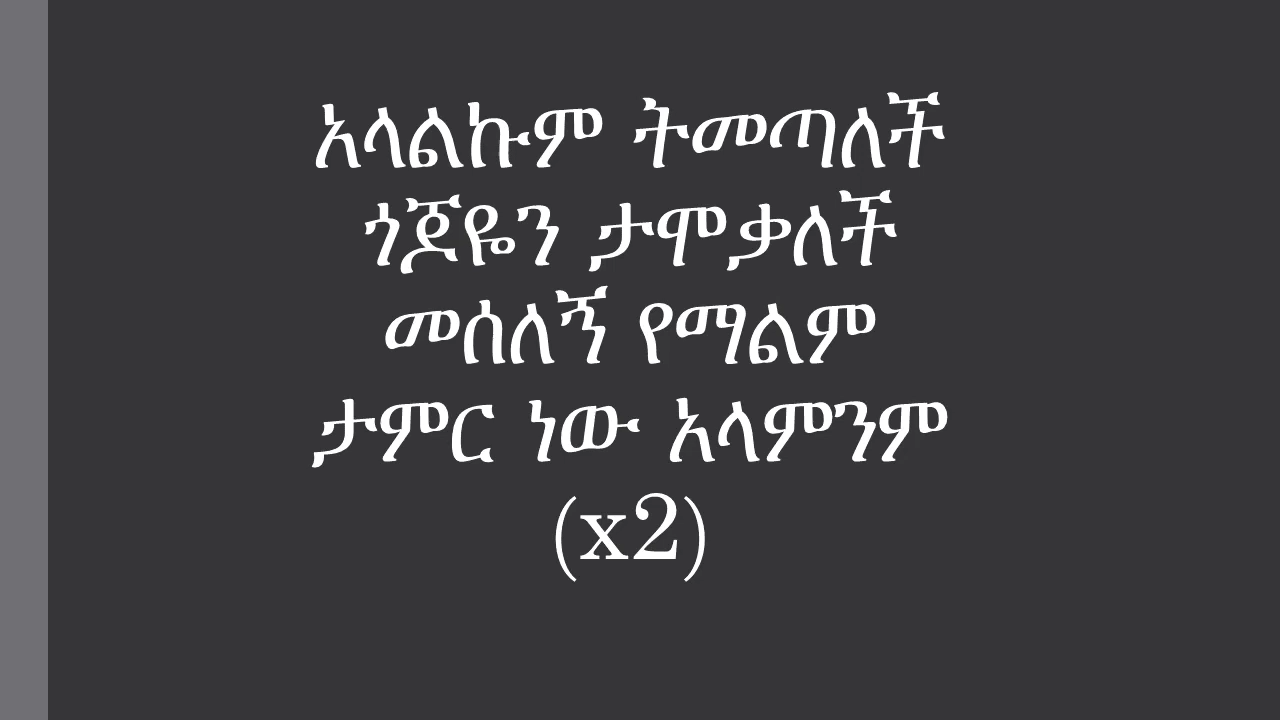 አላልኩም ትመጣለች
ጎጆዬን ታሞቃለች
መሰለኝ የማልም
ታምር ነው አላምንም
(x2)